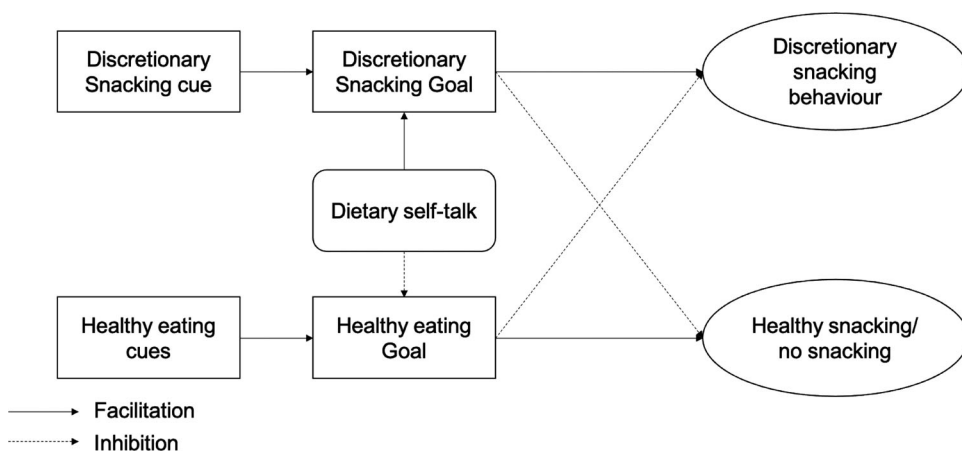 Discretionary
Snacking cue
Discretionary
Snacking Goal
Discretionary
snacking
behaviour
Dietary self-talk
Healthy eating
cues
Healthy eating
Goal
Healthy snacking/
no snacking
Facilitation
Inhibition